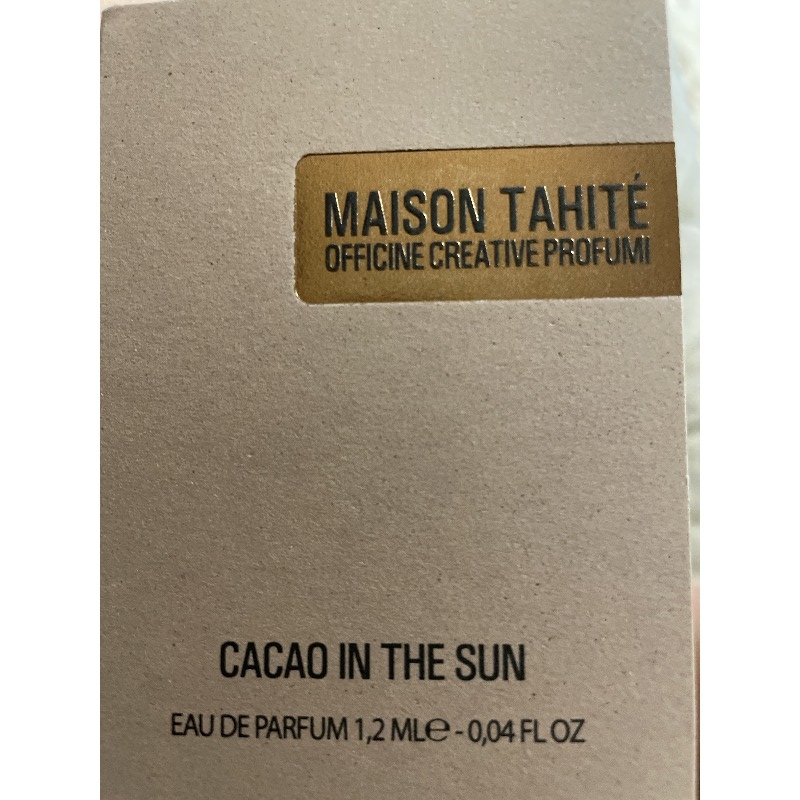 MAISON TAHITÉ
OFFICINE CREATIVE PROFUMI
CACAO IN THE SUN
EAU DE PARFUM 1,2 ML℮ - 0,04 FL OZ